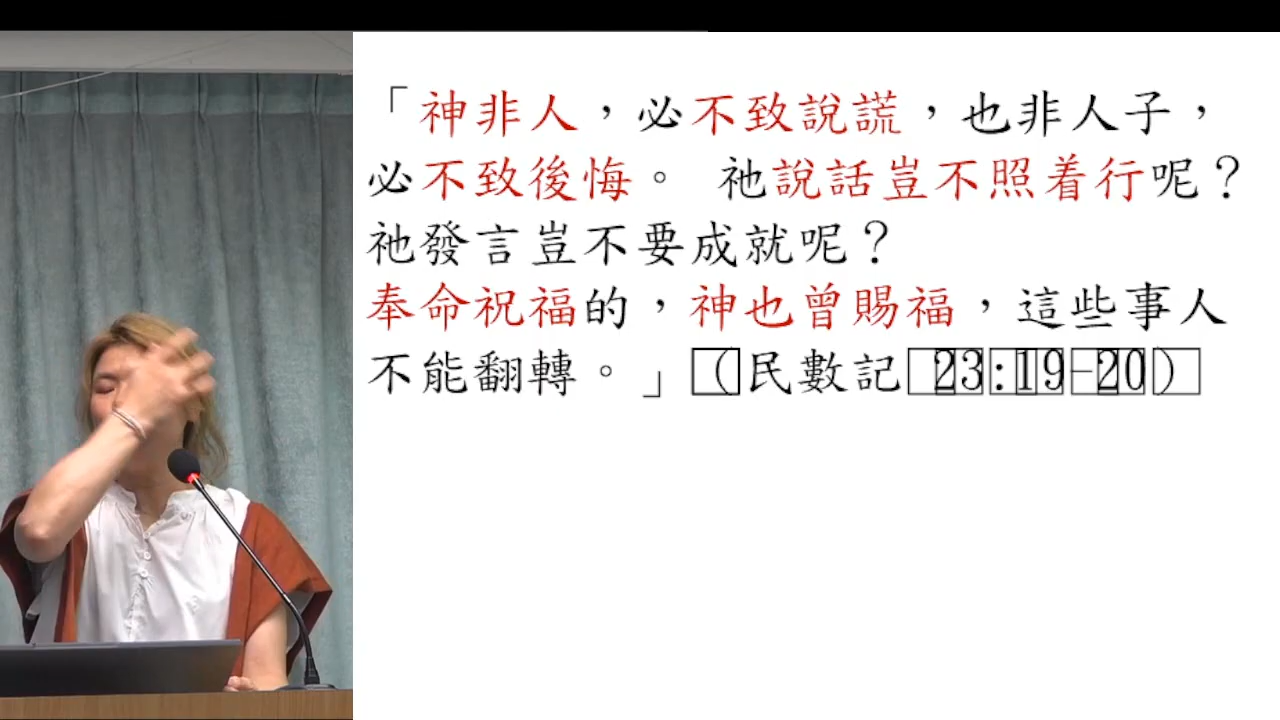 「神非人，必不致說謊，也非人子，
必不致後悔。 祂說話豈不照着行呢？
祂發言豈不要成就呢？
奉命祝福的，神也曾賜福，這些事人
不能翻轉。」（民數記 23:19-20）